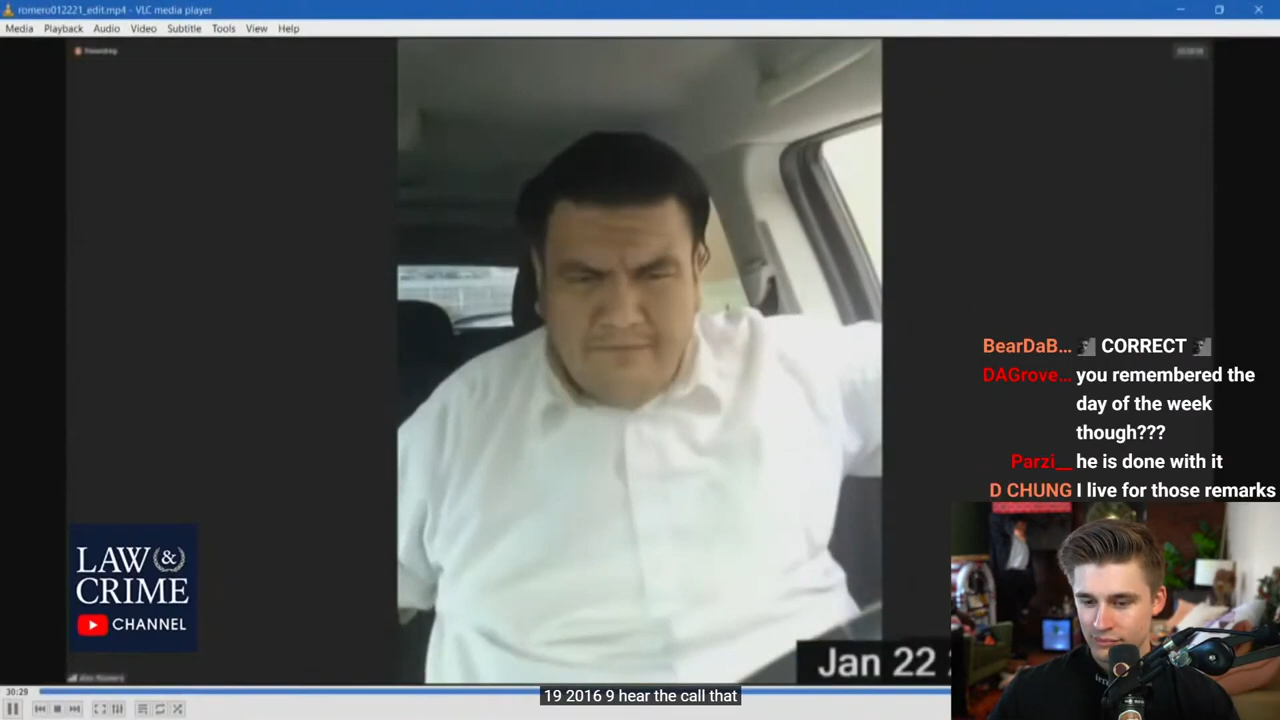 romero012221_edit.mp4 - VLC media player
Media Playback Audio Video Subtitle Tools View Help
BearDaB... CORRECT
DAGrove... you remembered the
day of the week
though???
Parzi__ he is done with it
D CHUNG I live for those remarks
LAW &
CRIME
CHANNEL
Jan 22
30:29
19 2016 9 hear the call that